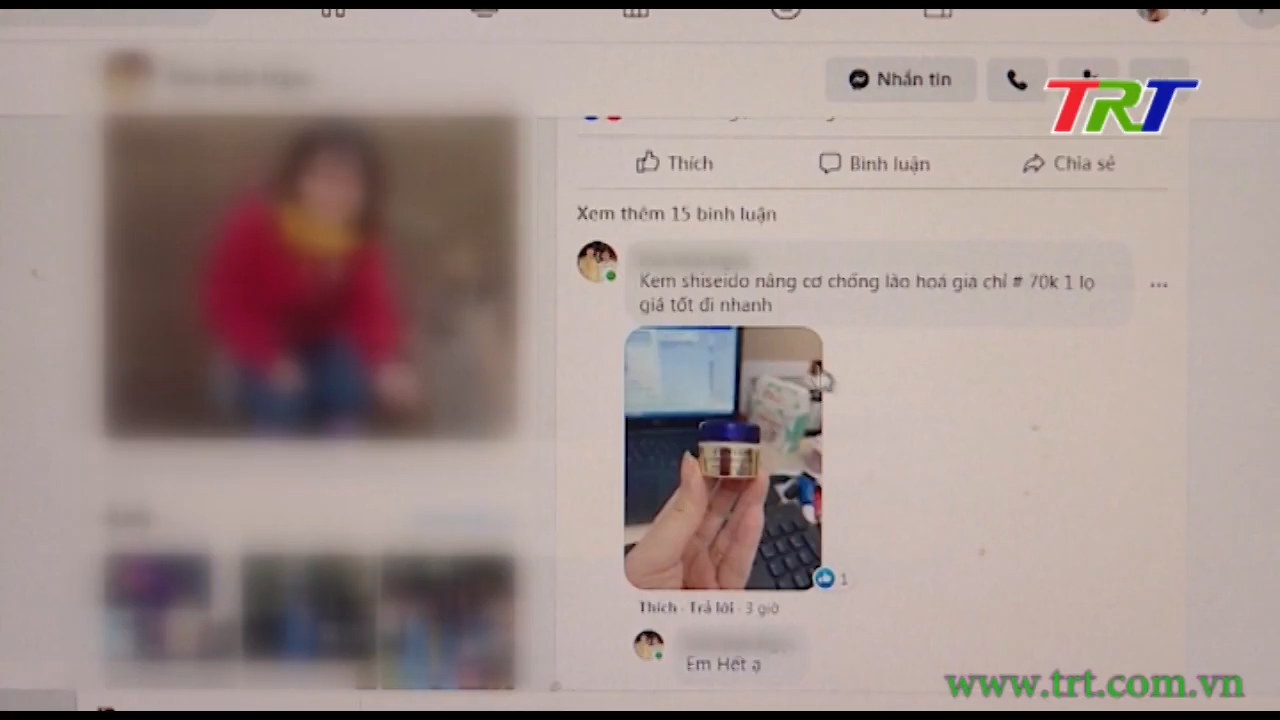 Nhắn tin
TRT
Thích
Bình luận
Chia sẻ
Xem thêm 15 bình luận
Kem shiseido nâng cơ chống lão hoá giá chỉ # 70k 1 lọ
giá tốt đi nhanh
1
Thích · Trả lời · 3 giờ
Em Hết ạ
www.trt.com.vn